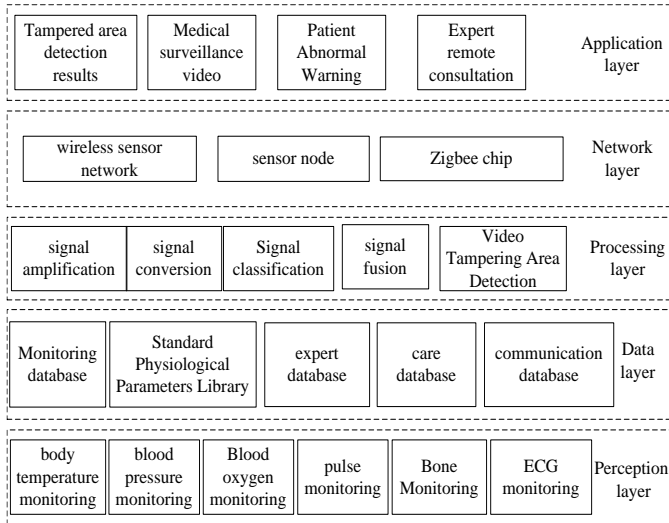 Tampered area
detection
results
Medical
surveillance
video
Patient
Abnormal
Warning
Expert
remote
consultation
Application
layer
wireless sensor
network
sensor node
Zigbee chip
Network
layer
signal
amplification
signal
conversion
Signal
classification
signal
fusion
Video
Tampering Area
Detection
Processing
layer
Monitoring
database
Standard
Physiological
Parameters Library
expert
database
care
database
communication
database
Data
layer
body
temperature
monitoring
blood
pressure
monitoring
Blood
oxygen
monitoring
pulse
monitoring
Bone
Monitoring
ECG
monitoring
Perception
layer